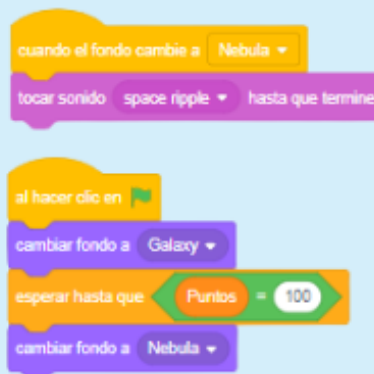 cuando el fondo cambie a Nebula
tocar sonido space ripple hasta que termine
al hacer clic en
cambiar fondo a Galaxy
esperar hasta que Puntos = 100
cambiar fondo a Nebula